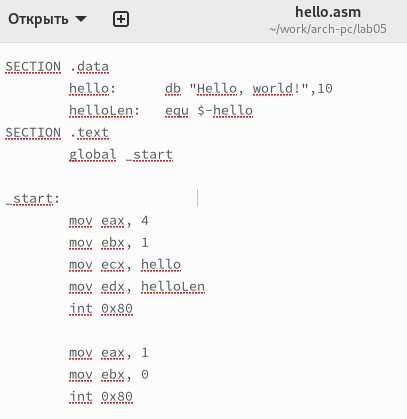 Открыть
hello.asm
~/work/arch-pc/lab05
SECTION .data
hello: db "Hello, world!",10
helloLen: equ $-hello
SECTION .text
global _start
_start:
mov eax, 4
mov ebx, 1
mov ecx, hello
mov edx, helloLen
int 0x80
mov eax, 1
mov ebx, 0
int 0x80